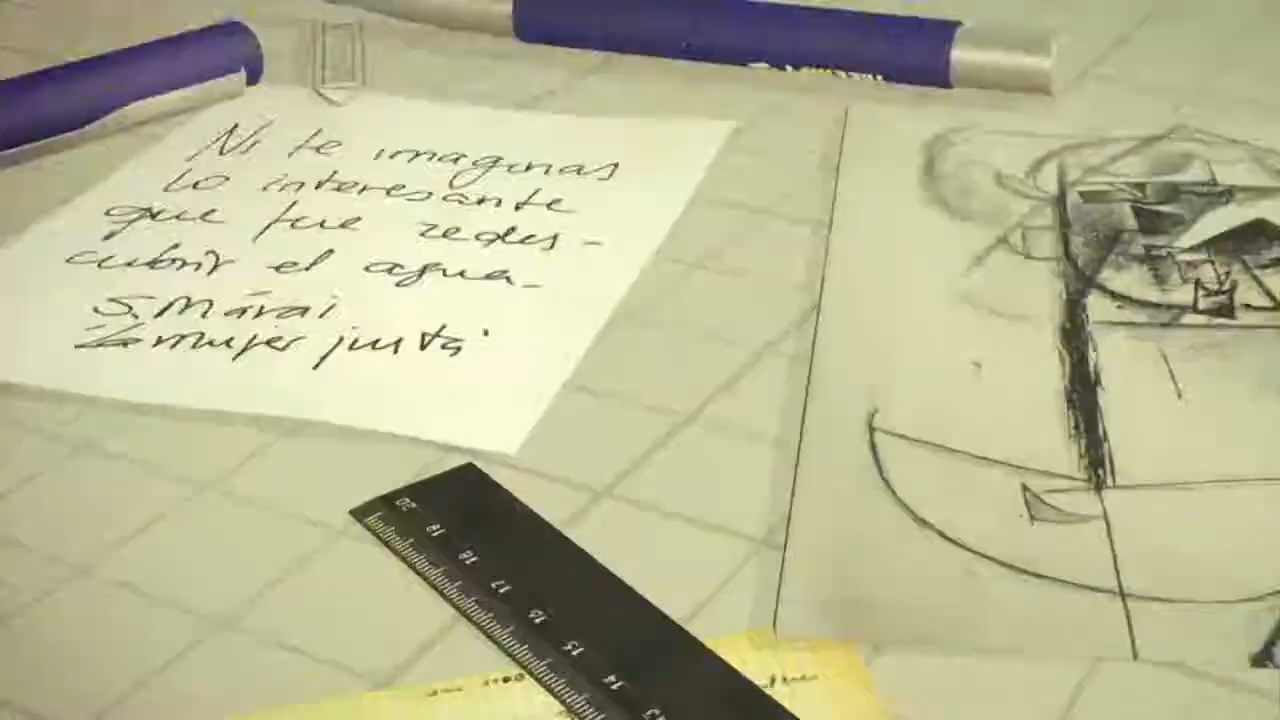 Ni te imaginas
lo interesante
que fue redes-
cubrir el agua.
S. Márai
La mujer justa
20 19 18 17 16 15 14 13